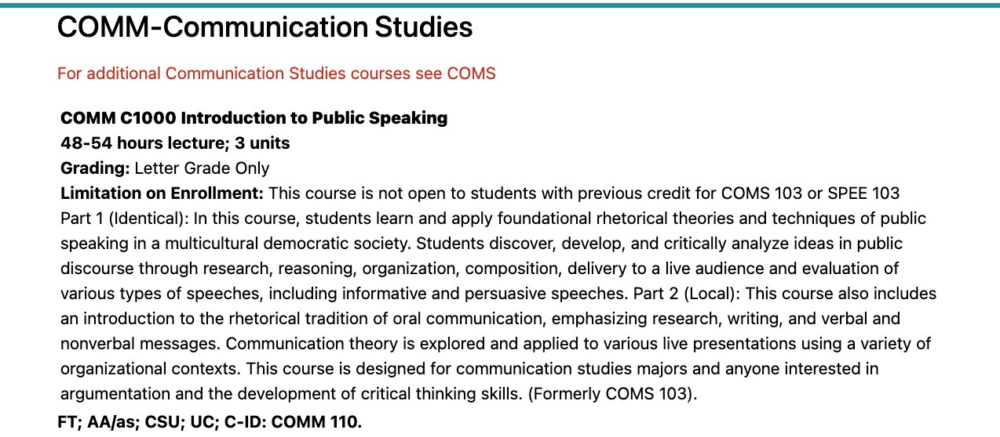 COMM-Communication Studies
For additional Communication Studies courses see COMS
COMM C1000 Introduction to Public Speaking
48-54 hours lecture; 3 units
Grading: Letter Grade Only
Limitation on Enrollment: This course is not open to students with previous credit for COMS 103 or SPEE 103
Part 1 (Identical): In this course, students learn and apply foundational rhetorical theories and techniques of public
speaking in a multicultural democratic society. Students discover, develop, and critically analyze ideas in public
discourse through research, reasoning, organization, composition, delivery to a live audience and evaluation of
various types of speeches, including informative and persuasive speeches. Part 2 (Local): This course also includes
an introduction to the rhetorical tradition of oral communication, emphasizing research, writing, and verbal and
nonverbal messages. Communication theory is explored and applied to various live presentations using a variety of
organizational contexts. This course is designed for communication studies majors and anyone interested in
argumentation and the development of critical thinking skills. (Formerly COMS 103).
FT; AA/as; CSU; UC; C-ID: COMM 110.